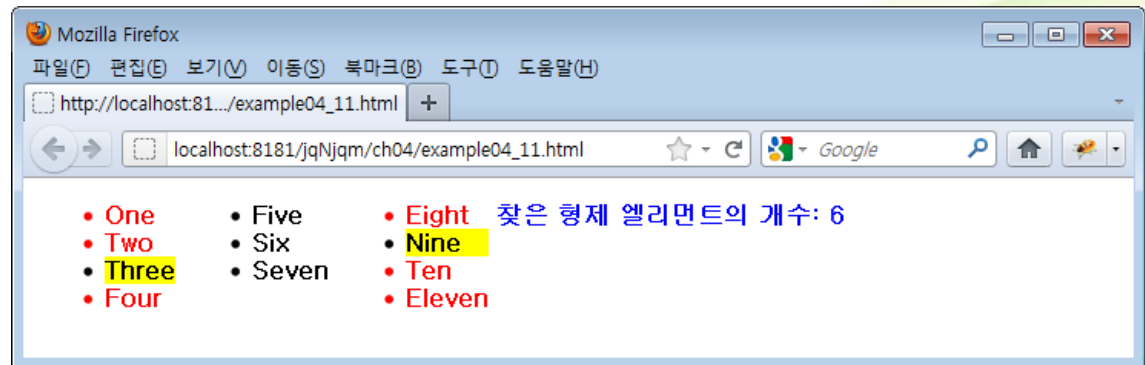 Mozilla Firefox
파일(F) 편집(E) 보기(V) 이동(S) 북마크(B) 도구(T) 도움말(H)
http://localhost:81.../example04_11.html +
localhost:8181/jqNjqm/ch04/example04_11.html Google
• One • Five • Eight 찾은 형제 엘리먼트의 개수: 6
• Two • Six • Nine
• Three • Seven • Ten
• Four • Eleven